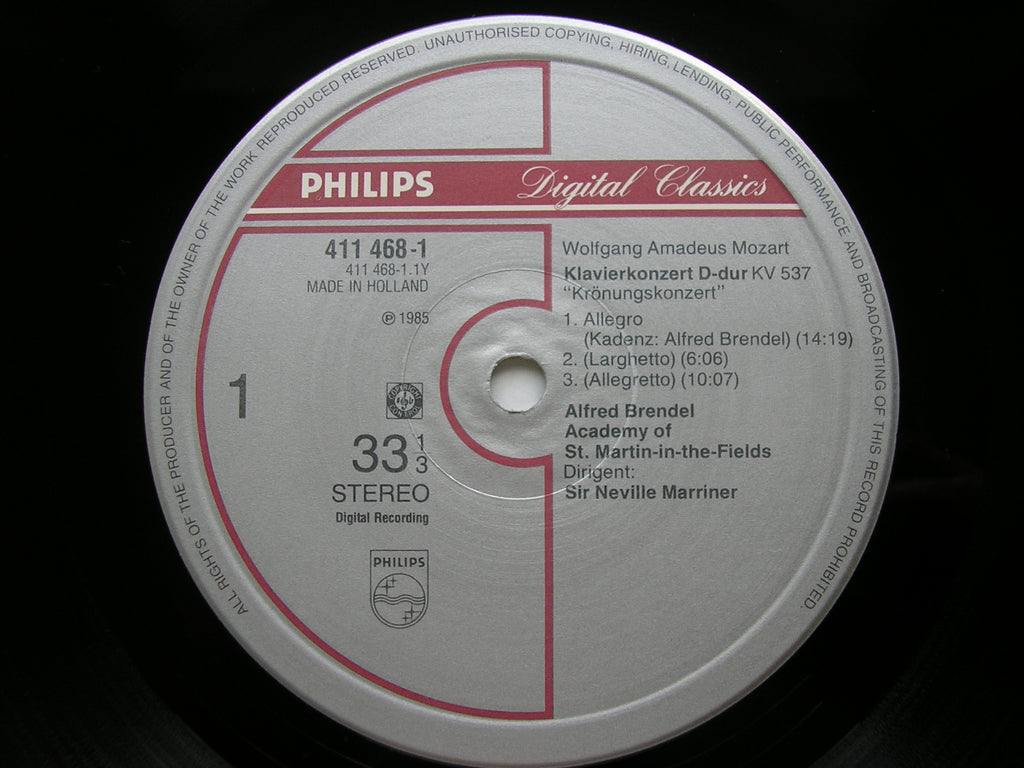 ALL RIGHTS OF THE PRODUCER AND OF THE OWNER OF THE WORK REPRODUCED RESERVED. UNAUTHORISED COPYING, HIRING, LENDING, PUBLIC PERFORMANCE AND BROADCASTING OF THIS RECORD PROHIBITED.
PHILIPS Digital Classics
411 468-1
411 468-1.1Y
MADE IN HOLLAND
℗ 1985
1
COPYRIGHT CONTROL
33 1/3
STEREO
Digital Recording
PHILIPS
Wolfgang Amadeus Mozart
Klavierkonzert D-dur KV 537
"Krönungskonzert"
1. Allegro
(Kadenz: Alfred Brendel) (14:19)
2. (Larghetto) (6:06)
3. (Allegretto) (10:07)
Alfred Brendel
Academy of
St. Martin-in-the-Fields
Dirigent:
Sir Neville Marriner